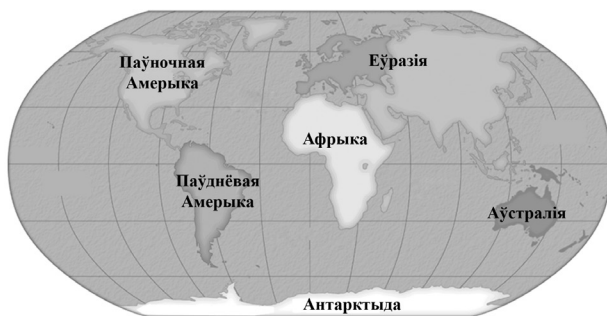 Паўночная
Амерыка
Еўразія
Афрыка
Паўднёвая
Амерыка
Аўстралія
Антарктыда